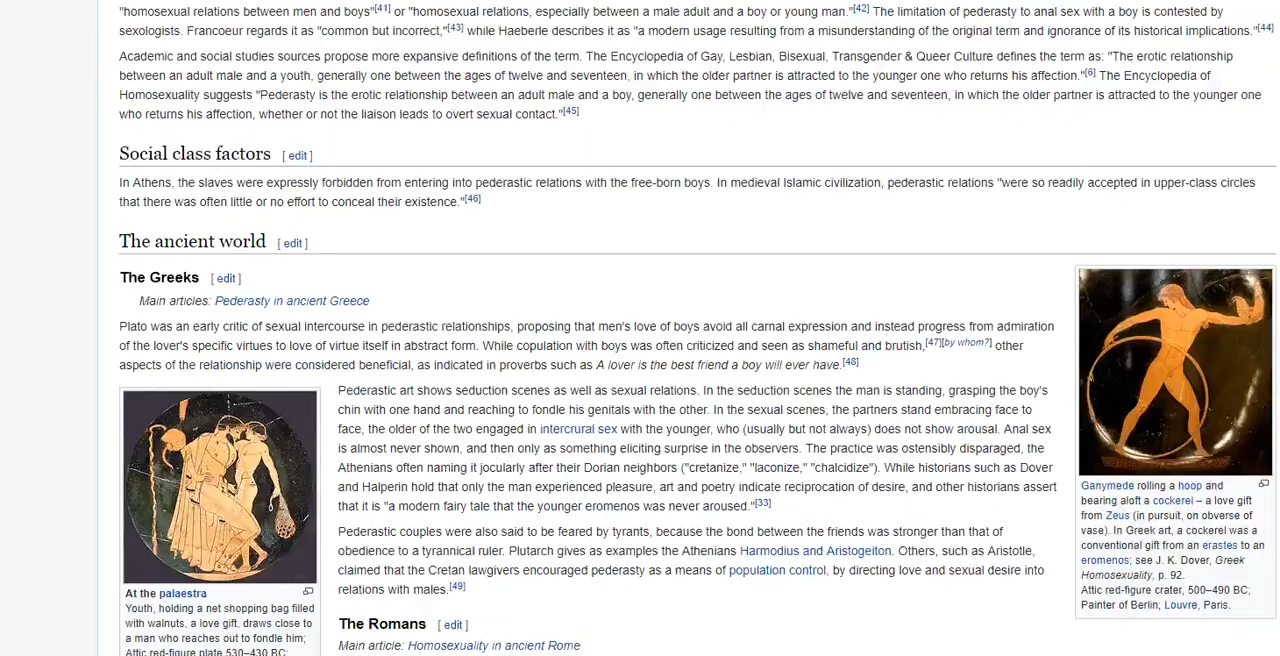 "homosexual relations between men and boys"[41] or "homosexual relations, especially between a male adult and a boy or young man."[42] The limitation of pederasty to anal sex with a boy is contested by
sexologists. Francoeur regards it as "common but incorrect,"[43] while Haeberle describes it as "a modern usage resulting from a misunderstanding of the original term and ignorance of its historical implications."[44]
Academic and social studies sources propose more expansive definitions of the term. The Encyclopedia of Gay, Lesbian, Bisexual, Transgender & Queer Culture defines the term as: "The erotic relationship
between an adult male and a youth, generally one between the ages of twelve and seventeen, in which the older partner is attracted to the younger one who returns his affection."[6] The Encyclopedia of
Homosexuality suggests "Pederasty is the erotic relationship between an adult male and a boy, generally one between the ages of twelve and seventeen, in which the older partner is attracted to the younger one
who returns his affection, whether or not the liaison leads to overt sexual contact."[45]
Social class factors [ edit ]
In Athens, the slaves were expressly forbidden from entering into pederastic relations with the free-born boys. In medieval Islamic civilization, pederastic relations "were so readily accepted in upper-class circles
that there was often little or no effort to conceal their existence."[46]
The ancient world [ edit ]
The Greeks [ edit ]
Main articles: Pederasty in ancient Greece
Plato was an early critic of sexual intercourse in pederastic relationships, proposing that men's love of boys avoid all carnal expression and instead progress from admiration
of the lover's specific virtues to love of virtue itself in abstract form. While copulation with boys was often criticized and seen as shameful and brutish,[47][by whom?] other
aspects of the relationship were considered beneficial, as indicated in proverbs such as A lover is the best friend a boy will ever have.[48]
Pederastic art shows seduction scenes as well as sexual relations. In the seduction scenes the man is standing, grasping the boy's
chin with one hand and reaching to fondle his genitals with the other. In the sexual scenes, the partners stand embracing face to
face, the older of the two engaged in intercrural sex with the younger, who (usually but not always) does not show arousal. Anal sex
is almost never shown, and then only as something eliciting surprise in the observers. The practice was ostensibly disparaged, the
Athenians often naming it jocularly after their Dorian neighbors ("cretanize," "laconize," "chalcidize"). While historians such as Dover
and Halperin hold that only the man experienced pleasure, art and poetry indicate reciprocation of desire, and other historians assert
that it is "a modern fairy tale that the younger eromenos was never aroused."[33]
Pederastic couples were also said to be feared by tyrants, because the bond between the friends was stronger than that of
obedience to a tyrannical ruler. Plutarch gives as examples the Athenians Harmodius and Aristogeiton. Others, such as Aristotle,
claimed that the Cretan lawgivers encouraged pederasty as a means of population control, by directing love and sexual desire into
relations with males.[49]
The Romans [ edit ]
Main article: Homosexuality in ancient Rome
At the palaestra
Youth, holding a net shopping bag filled
with walnuts, a love gift, draws close to
a man who reaches out to fondle him;
Attic red-figure plate 530–430 BC;
Ganymede rolling a hoop and
bearing aloft a cockerel – a love gift
from Zeus (in pursuit, on obverse of
vase). In Greek art, a cockerel was a
conventional gift from an erastes to an
eromenos; see J. K. Dover, Greek
Homosexuality, p. 92.
Attic red-figure crater, 500–490 BC;
Painter of Berlin; Louvre, Paris.